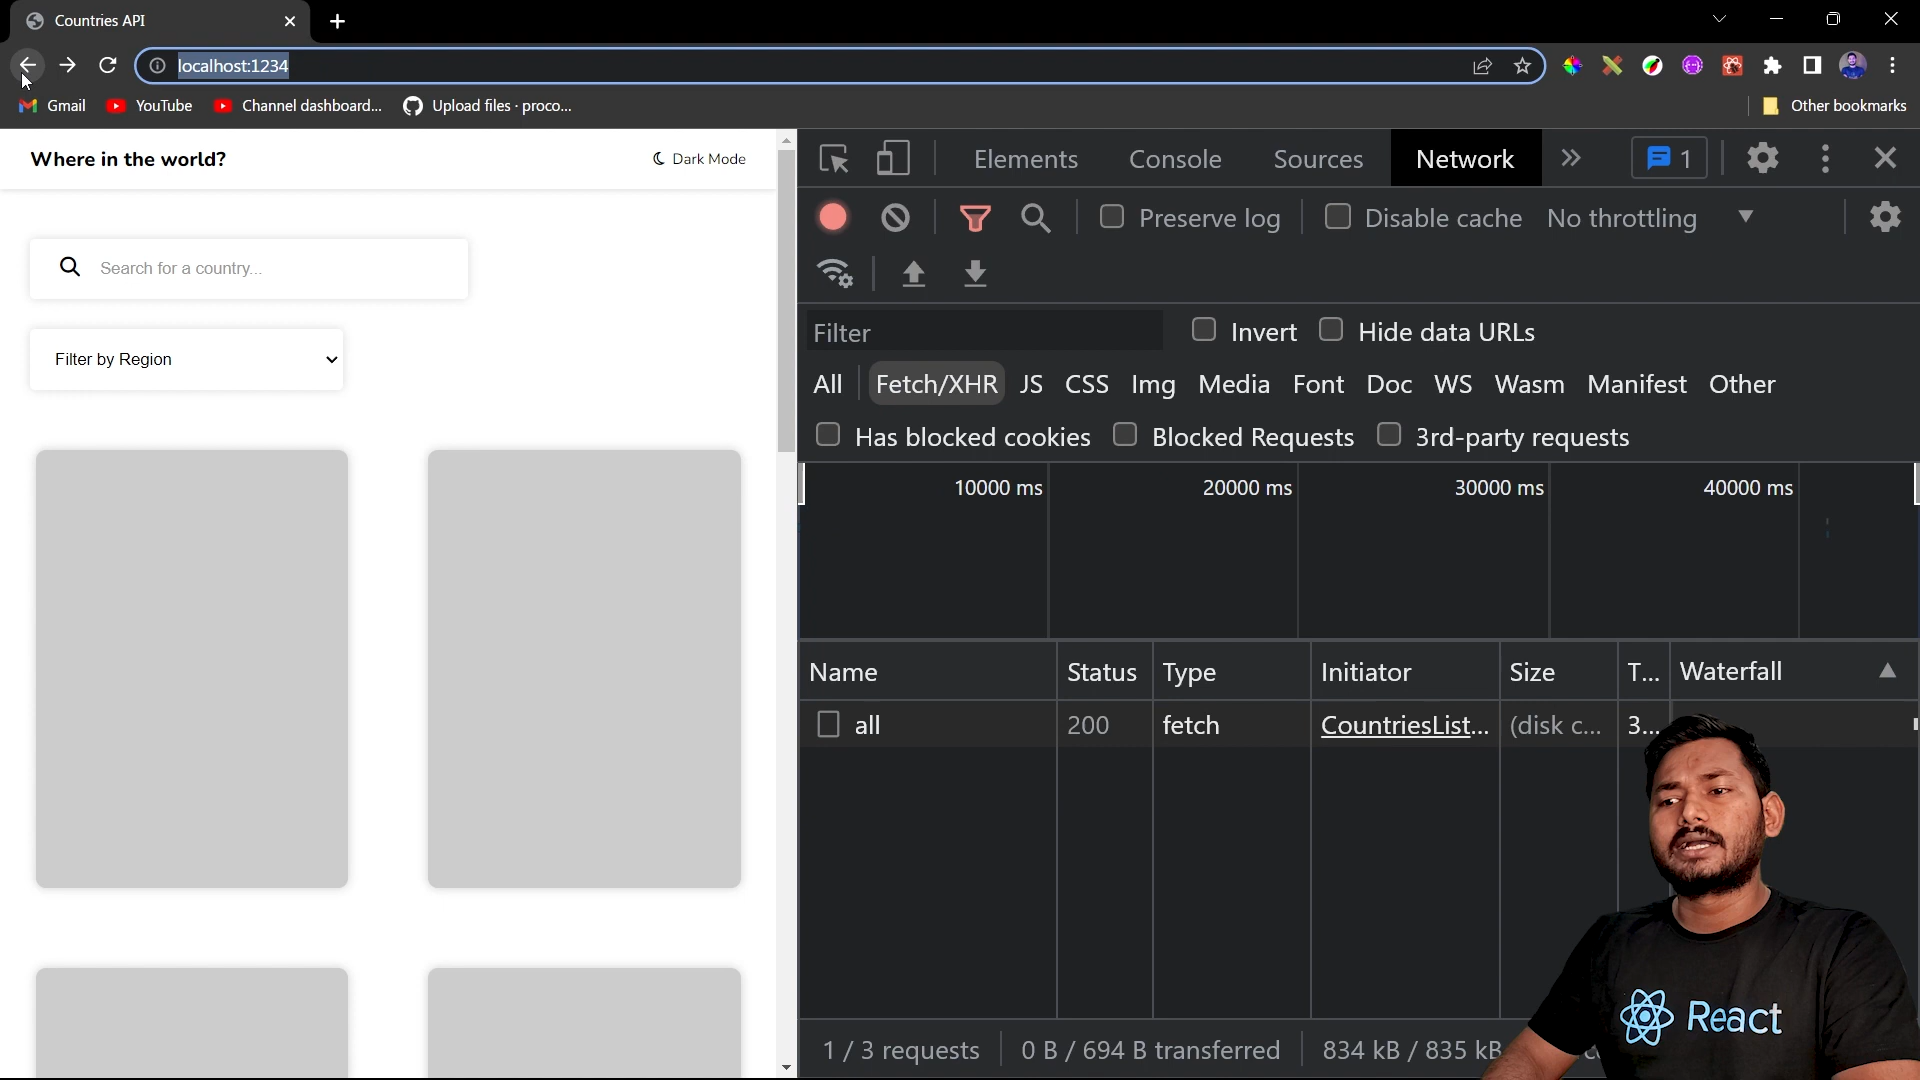 Countries API
localhost:1234
Gmail YouTube Channel dashboard... Upload files · proco... Other bookmarks
Where in the world? Dark Mode
Search for a country...
Filter by Region
Elements Console Sources Network 1
Preserve log Disable cache No throttling
Filter Invert Hide data URLs
All Fetch/XHR JS CSS Img Media Font Doc WS Wasm Manifest Other
Has blocked cookies Blocked Requests 3rd-party requests
10000 ms 20000 ms 30000 ms 40000 ms
Name Status Type Initiator Size T... Waterfall
all 200 fetch CountriesList... (disk c... 3...
1 / 3 requests 0 B / 694 B transferred 834 kB / 835 kB
React